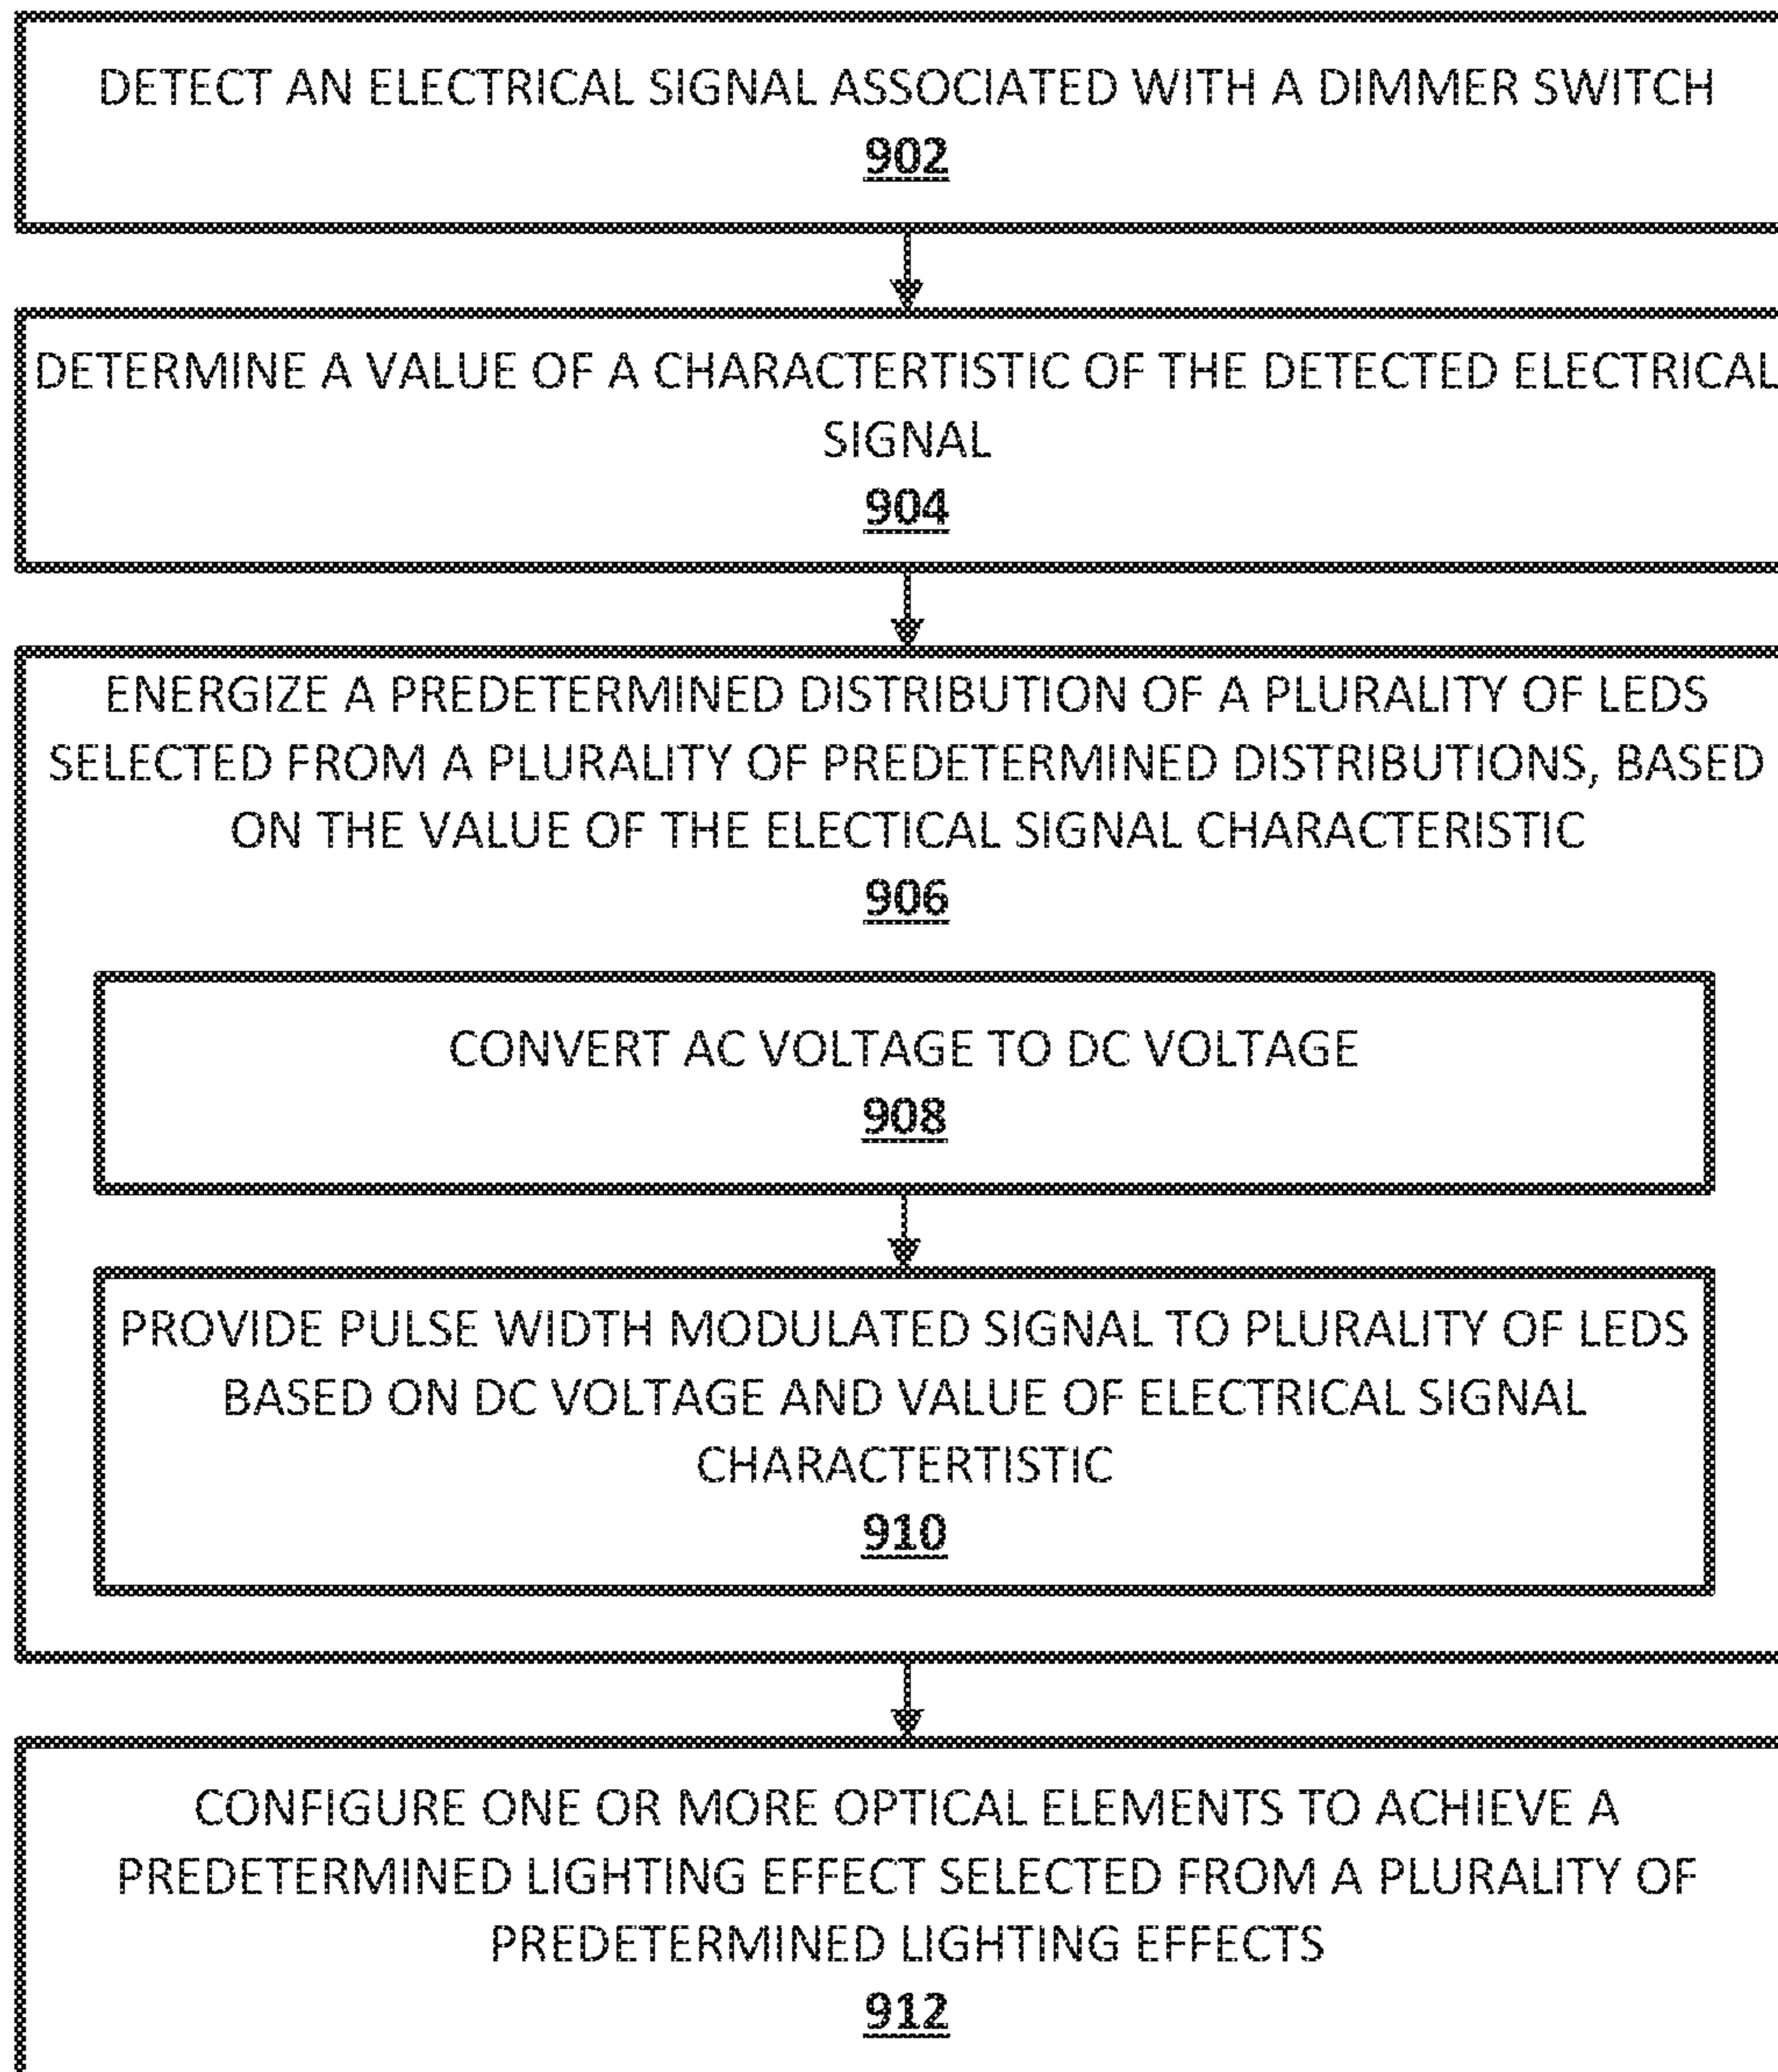 DETECT AN ELECTRICAL SIGNAL ASSOCIATED WITH A DIMMER SWITCH
902
DETERMINE A VALUE OF A CHARACTERTISTIC OF THE DETECTED ELECTRICAL
SIGNAL
904
ENERGIZE A PREDETERMINED DISTRIBUTION OF A PLURALITY OF LEDS
SELECTED FROM A PLURALITY OF PREDETERMINED DISTRIBUTIONS, BASED
ON THE VALUE OF THE ELECTICAL SIGNAL CHARACTERISTIC
906
CONVERT AC VOLTAGE TO DC VOLTAGE
908
PROVIDE PULSE WIDTH MODULATED SIGNAL TO PLURALITY OF LEDS
BASED ON DC VOLTAGE AND VALUE OF ELECTRICAL SIGNAL
CHARACTERTISTIC
910
CONFIGURE ONE OR MORE OPTICAL ELEMENTS TO ACHIEVE A
PREDETERMINED LIGHTING EFFECT SELECTED FROM A PLURALITY OF
PREDETERMINED LIGHTING EFFECTS
912